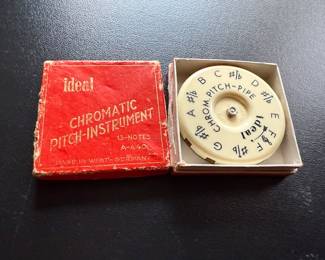 ideal
CHROMATIC
PITCH-INSTRUMENT
13-NOTES
A-440
MADE IN WEST-GERMANY
CHROM. PITCH-PIPE
ideal
A #/b B C #/b D #/b E F #/b G #/b